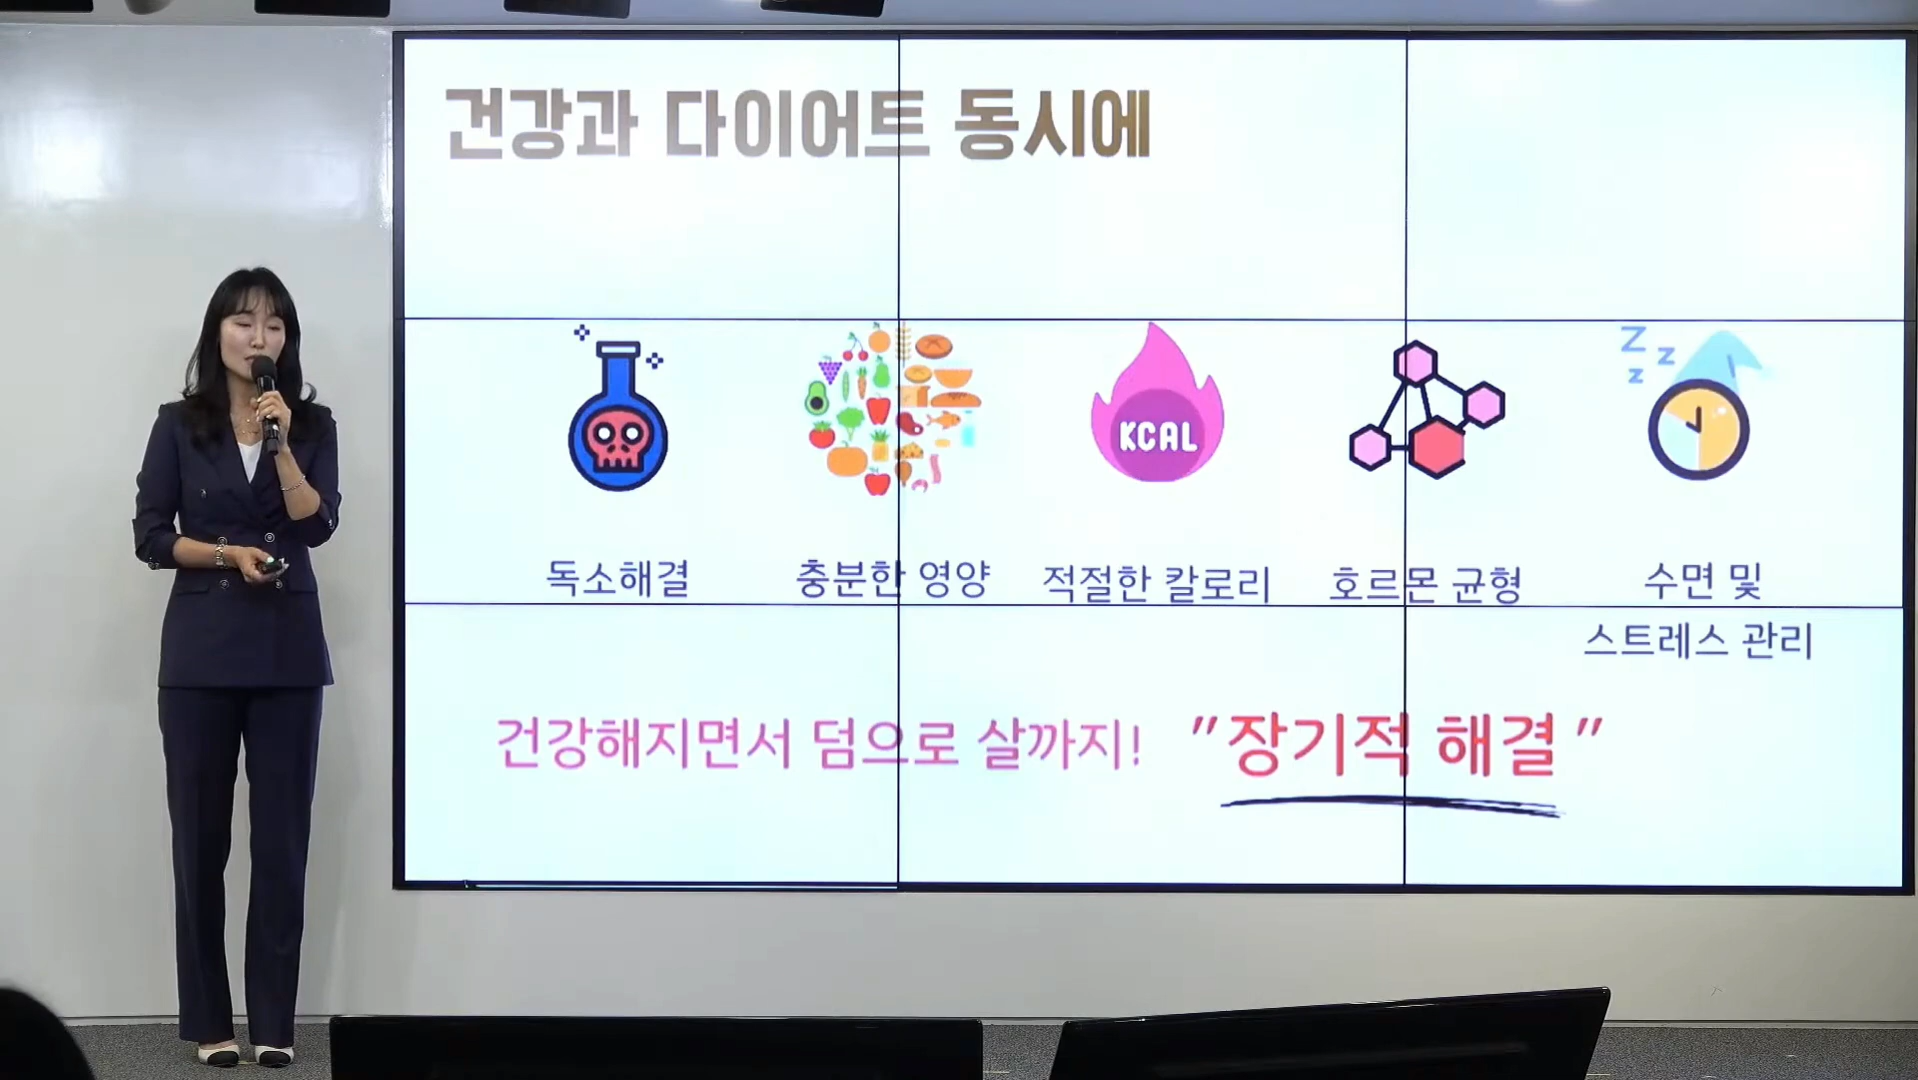 건강과 다이어트 동시에
Z
Z
Z
KCAL
독소해결
충분한 영양
적절한 칼로리
호르몬 균형
수면 및
스트레스 관리
건강해지면서 덤으로 살까지! "장기적 해결"